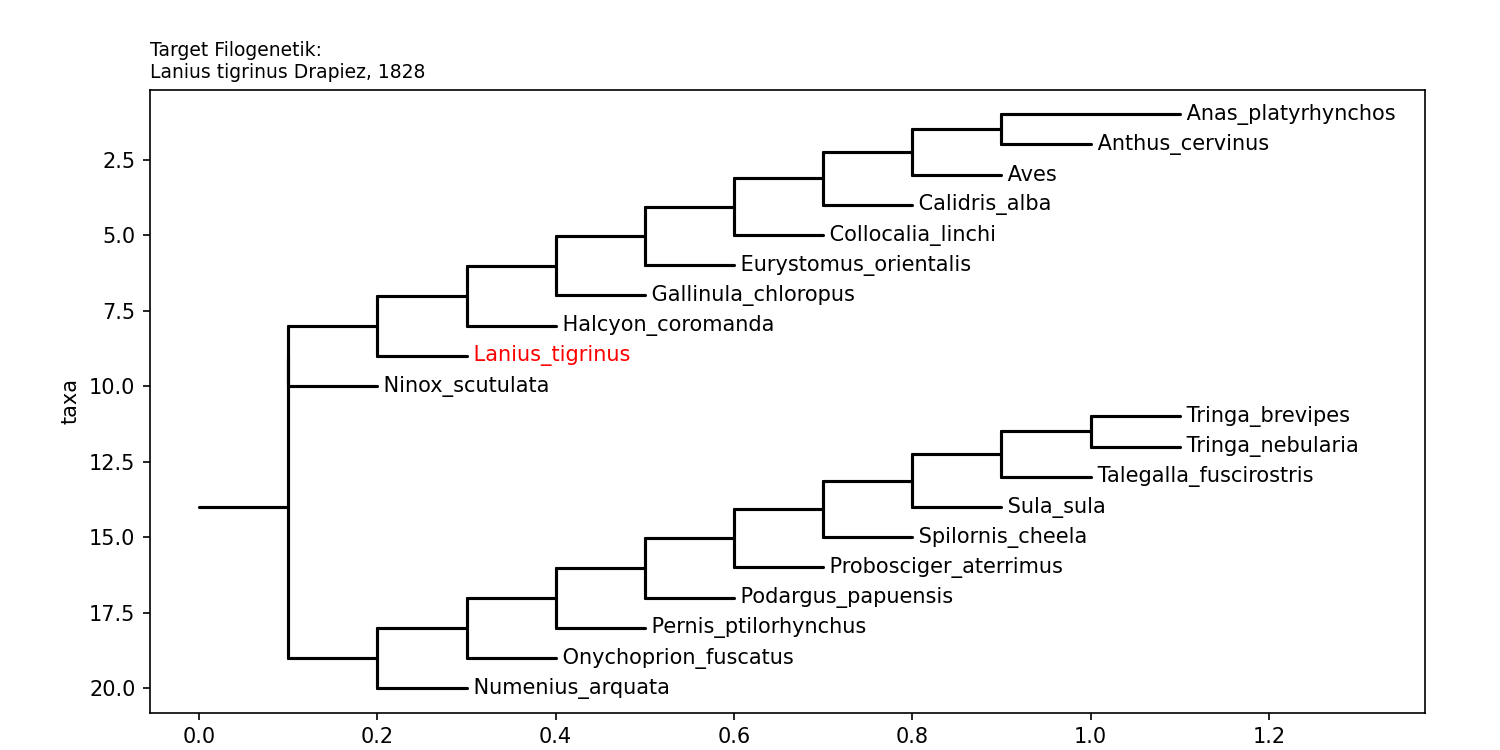 Target Filogenetik:
Lanius tigrinus Drapiez, 1828
Anas_platyrhynchos
Anthus_cervinus
2.5
Aves
Calidris_alba
5.0
Collocalia_linchi
Eurystomus_orientalis
Gallinula_chloropus
7.5
Halcyon_coromanda
Lanius_tigrinus
10.0
Ninox_scutulata
taxa
Tringa_brevipes
Tringa_nebularia
12.5
Talegalla_fuscirostris
Sula_sula
15.0
Spilornis_cheela
Probosciger_aterrimus
Podargus_papuensis
17.5
Pernis_ptilorhynchus
Onychoprion_fuscatus
20.0
Numenius_arquata
0.0 0.2 0.4 0.6 0.8 1.0 1.2